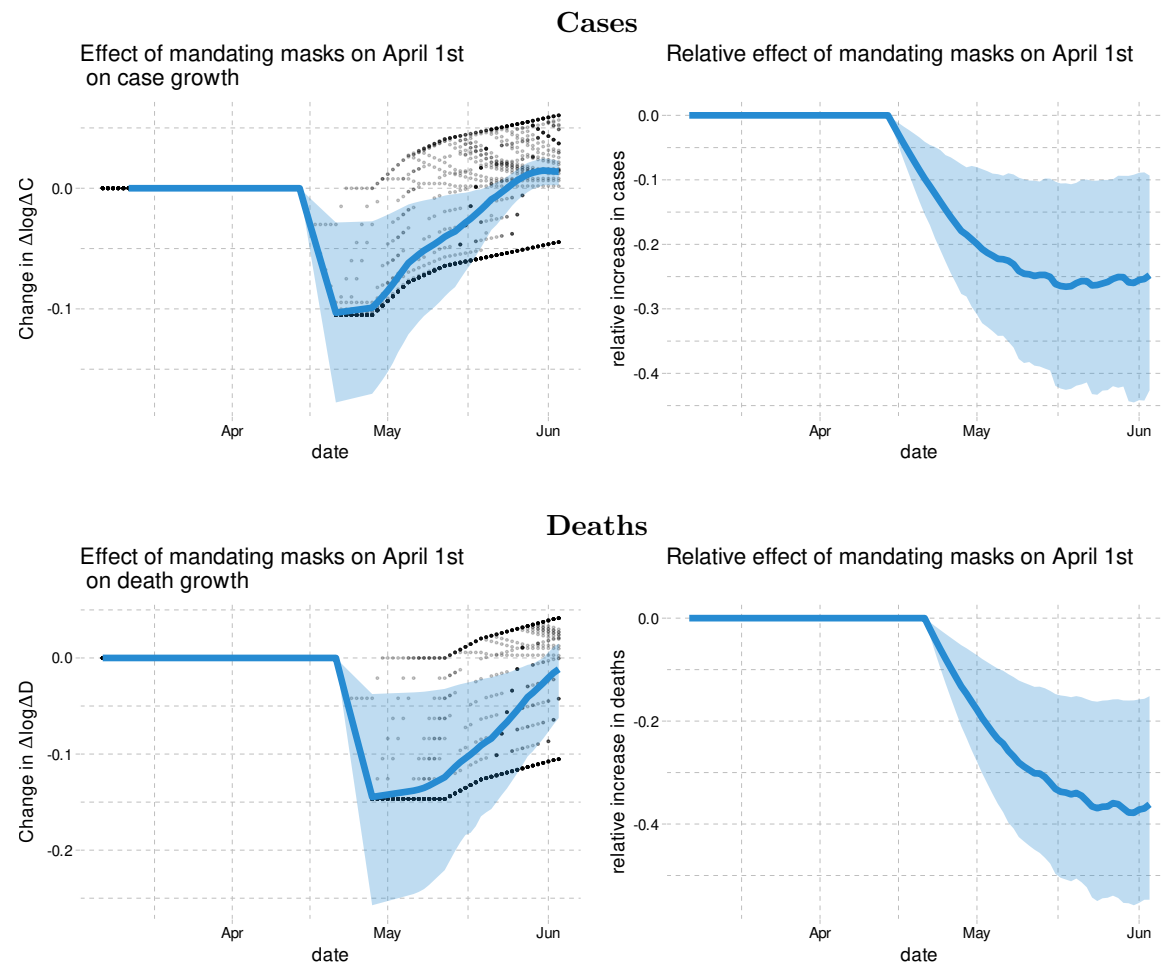 Cases
Effect of mandating masks on April 1st
on case growth
Change in ΔlogΔC
0.0
-0.1
Apr
May
Jun
date
Relative effect of mandating masks on April 1st
relative increase in cases
0.0
-0.1
-0.2
-0.3
-0.4
Apr
May
Jun
date
Deaths
Effect of mandating masks on April 1st
on death growth
Change in ΔlogΔD
0.0
-0.1
-0.2
Apr
May
Jun
date
Relative effect of mandating masks on April 1st
relative increase in deaths
0.0
-0.2
-0.4
Apr
May
Jun
date